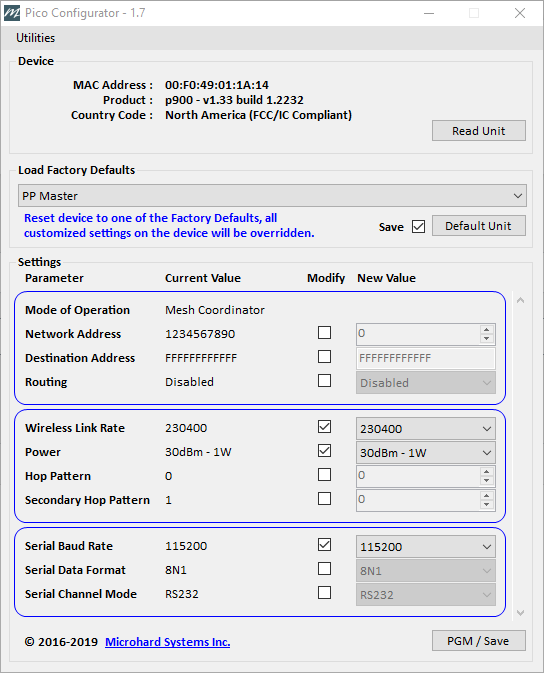 Pico Configurator - 1.7
Utilities
Device
MAC Address : 00:F0:49:01:1A:14
Product : p900 - v1.33 build 1.2232
Country Code : North America (FCC/IC Compliant)
Read Unit
Load Factory Defaults
PP Master
Reset device to one of the Factory Defaults, all
customized settings on the device will be overridden.
Save Default Unit
Settings
Parameter Current Value Modify New Value
Mode of Operation Mesh Coordinator
Network Address 1234567890 0
Destination Address FFFFFFFFFFFF FFFFFFFFFFFF
Routing Disabled Disabled
Wireless Link Rate 230400 230400
Power 30dBm - 1W 30dBm - 1W
Hop Pattern 0 0
Secondary Hop Pattern 1 0
Serial Baud Rate 115200 115200
Serial Data Format 8N1 8N1
Serial Channel Mode RS232 RS232
© 2016-2019 Microhard Systems Inc.
PGM / Save